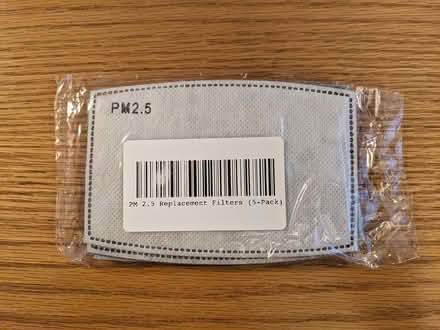 PM2.5
PM 2.5 Replacement Filters (5-Pack)